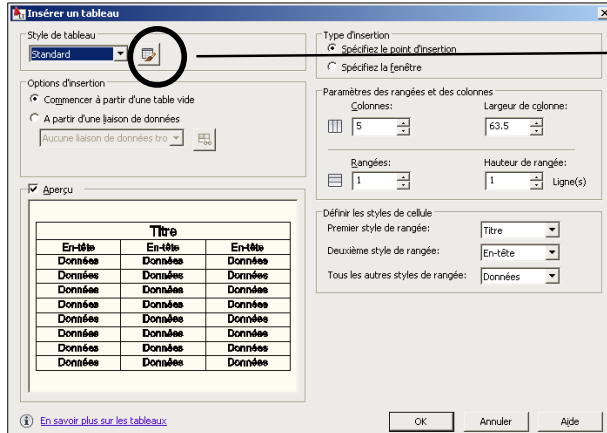 Insérer un tableau
Style de tableau
Standard
Options d'insertion
Commencer à partir d'une table vide
A partir d'une liaison de données
Aucune liaison de données tro
Aperçu
Titre
En-tête En-tête En-tête
Données Données Données
Données Données Données
Données Données Données
Données Données Données
Données Données Données
Données Données Données
Données Données Données
Données Données Données
En savoir plus sur les tableaux
Type d'insertion
Spécifiez le point d'insertion
Spécifiez la fenêtre
Paramètres des rangées et des colonnes
Colonnes: Largeur de colonne:
5 63.5
Rangées: Hauteur de rangée:
1 1 Ligne(s)
Définir les styles de cellule
Premier style de rangée: Titre
Deuxième style de rangée: En-tête
Tous les autres styles de rangée: Données
OK Annuler Aide